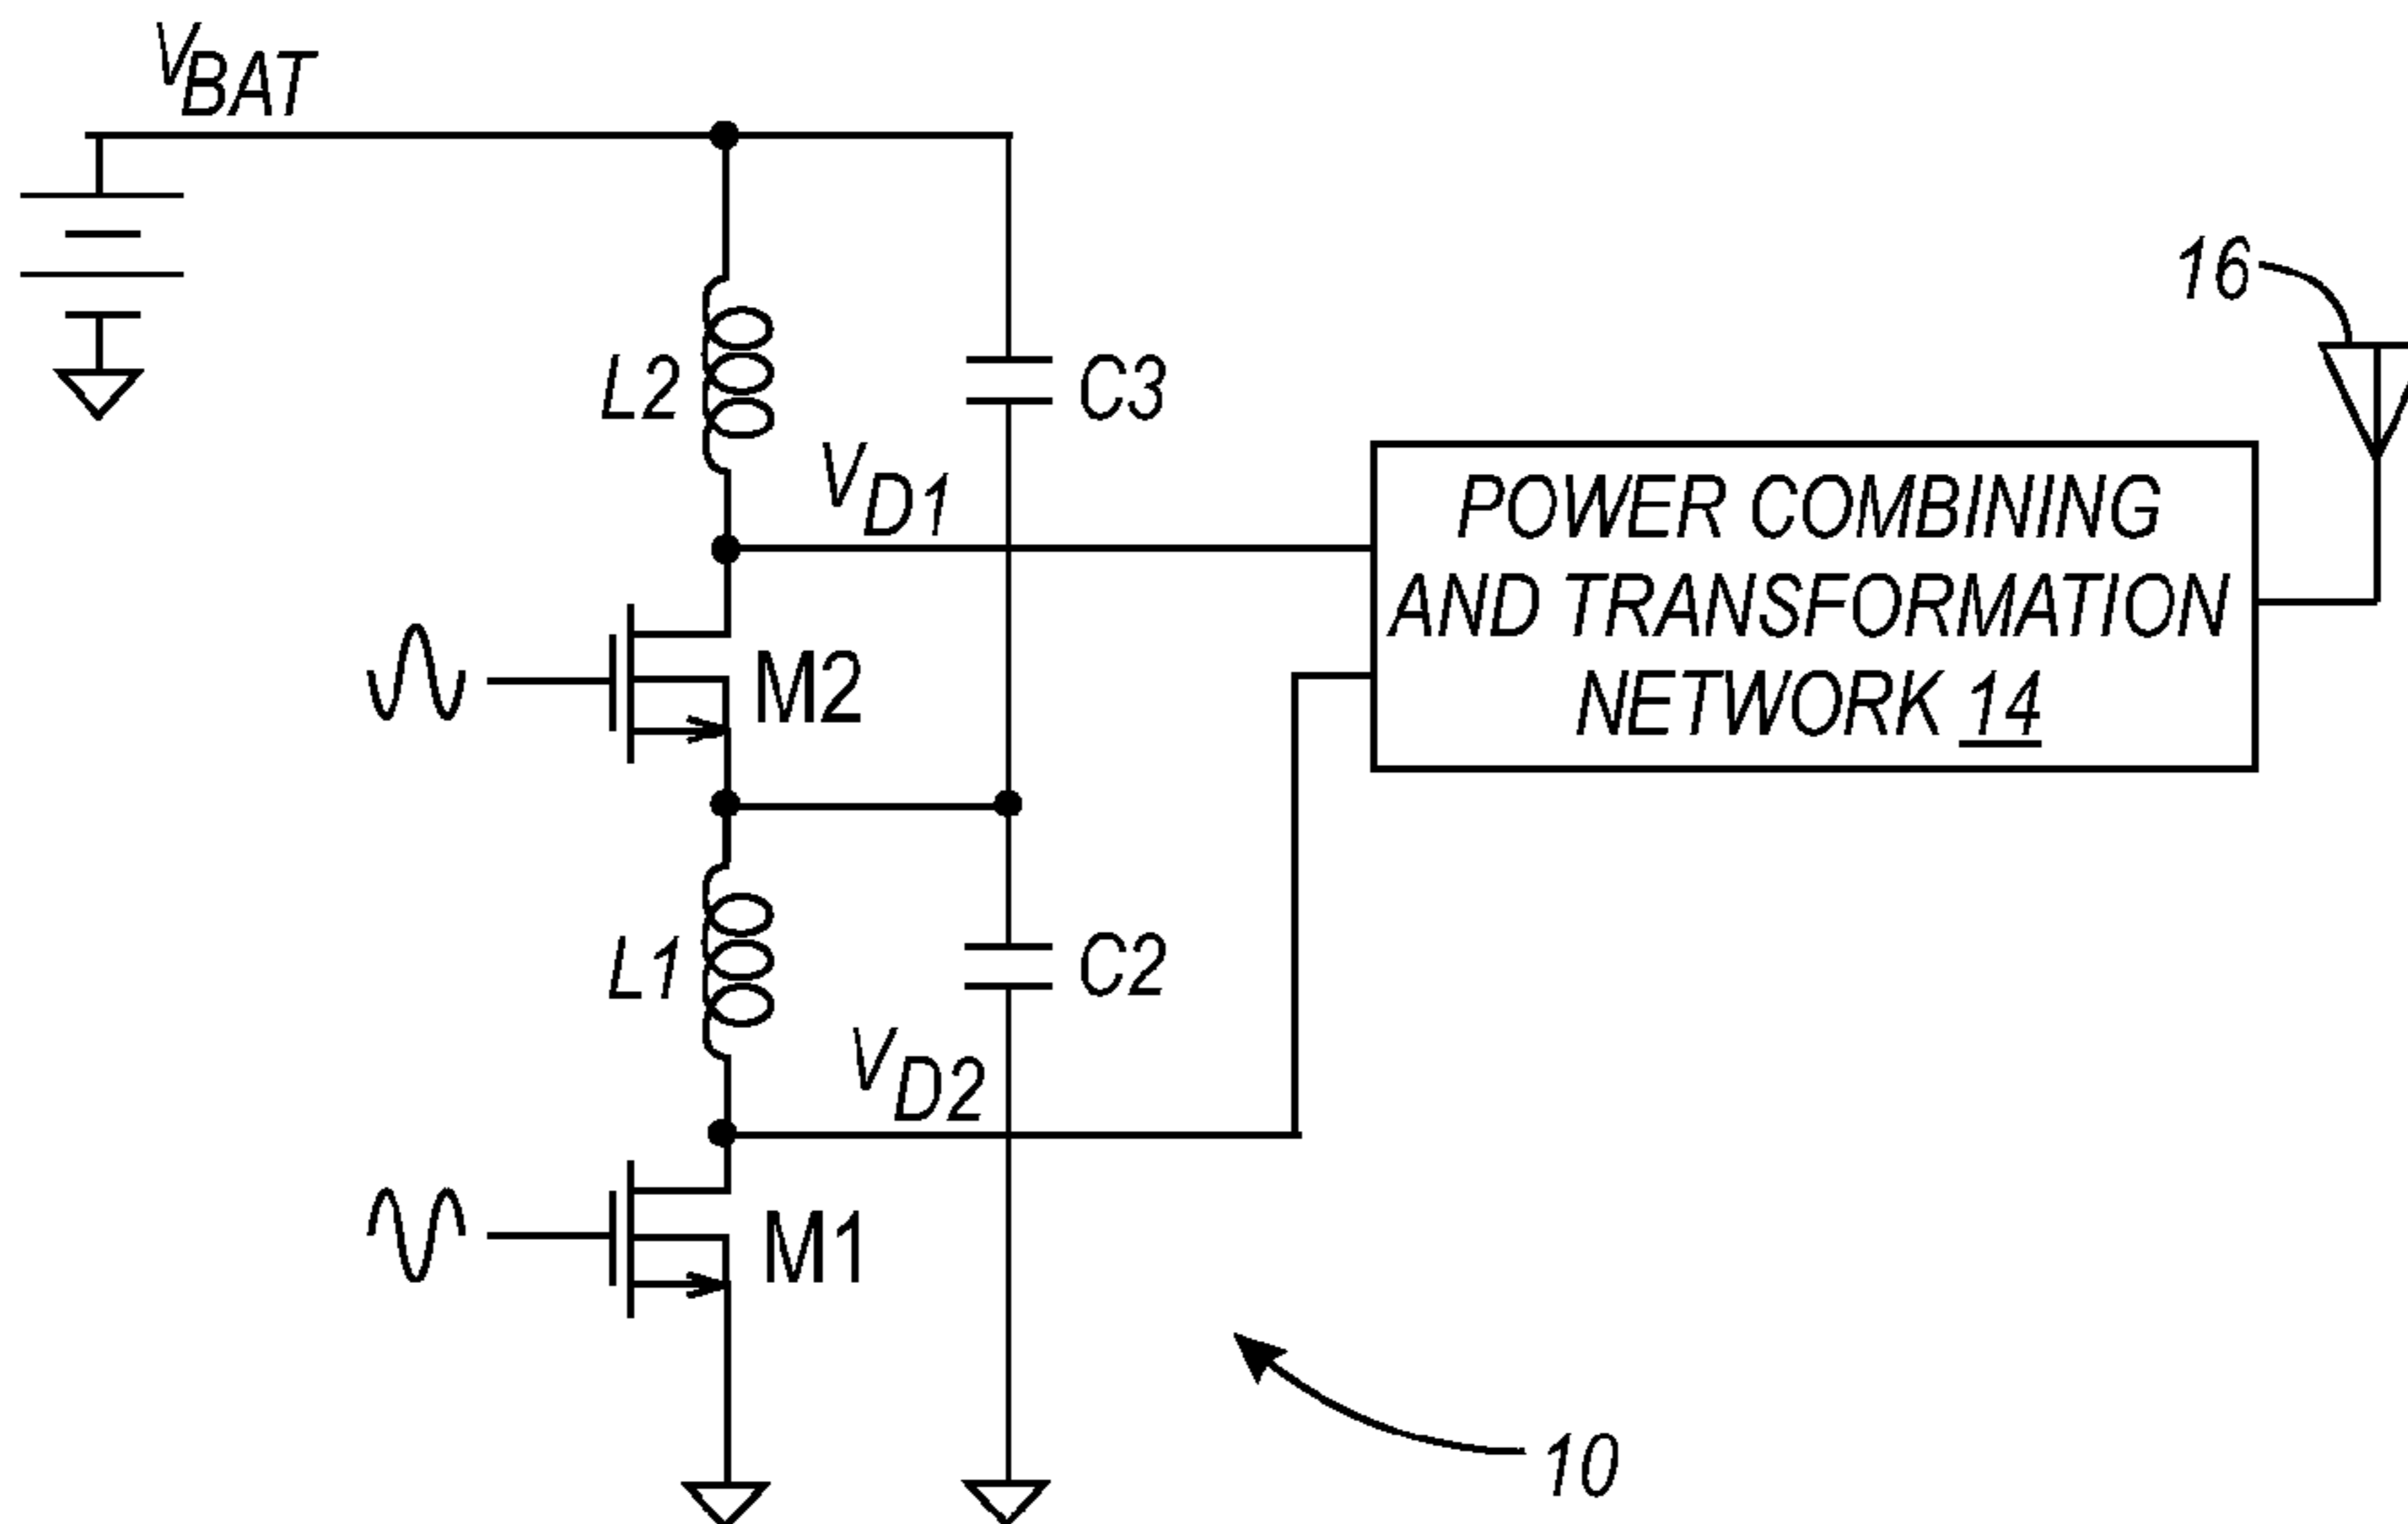 VBAT
16
L2
C3
VD1
POWER COMBINING
AND TRANSFORMATION
NETWORK 14
M2
L1
C2
VD2
M1
10